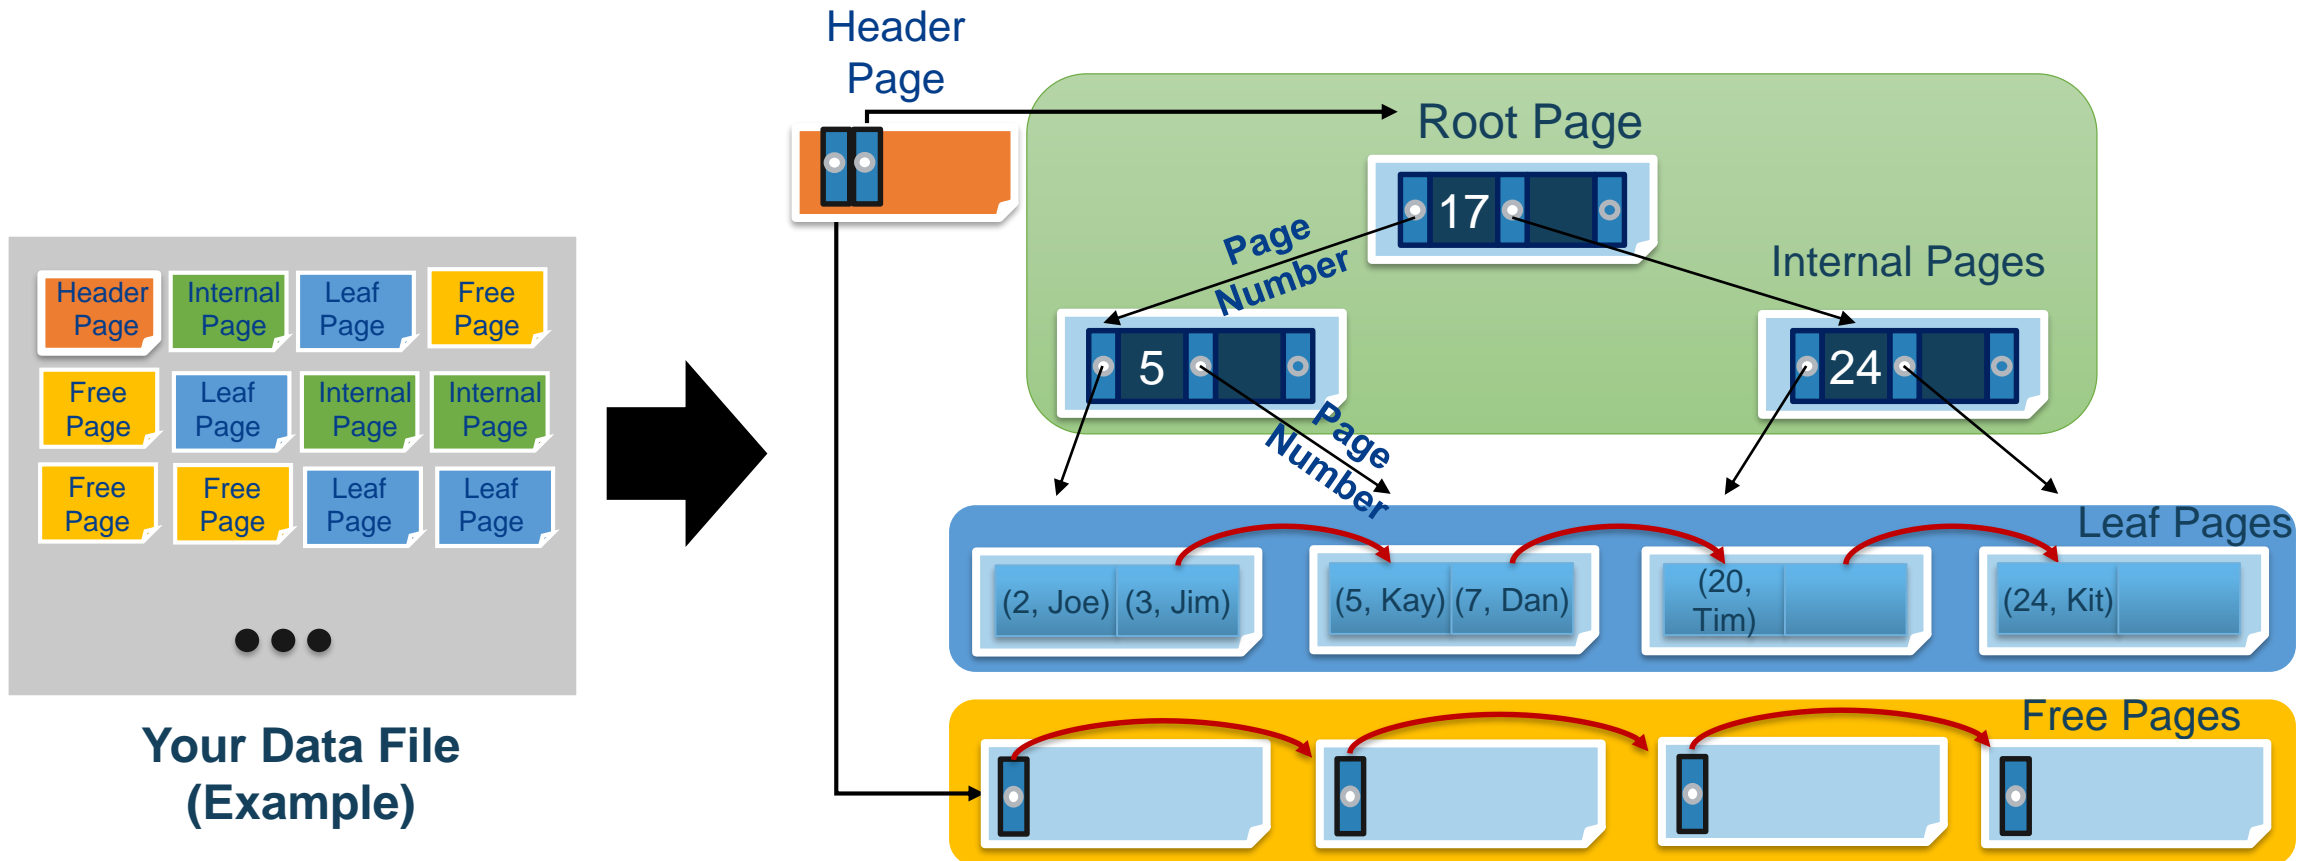 Header
Page
Root Page
17
Page
Number
Internal Pages
5
24
Page
Number
Header
Page
Internal
Page
Leaf
Page
Free
Page
Free
Page
Leaf
Page
Internal
Page
Internal
Page
Free
Page
Free
Page
Leaf
Page
Leaf
Page
Your Data File
(Example)
Leaf Pages
(2, Joe)
(3, Jim)
(5, Kay)
(7, Dan)
(20,
Tim)
(24, Kit)
Free Pages